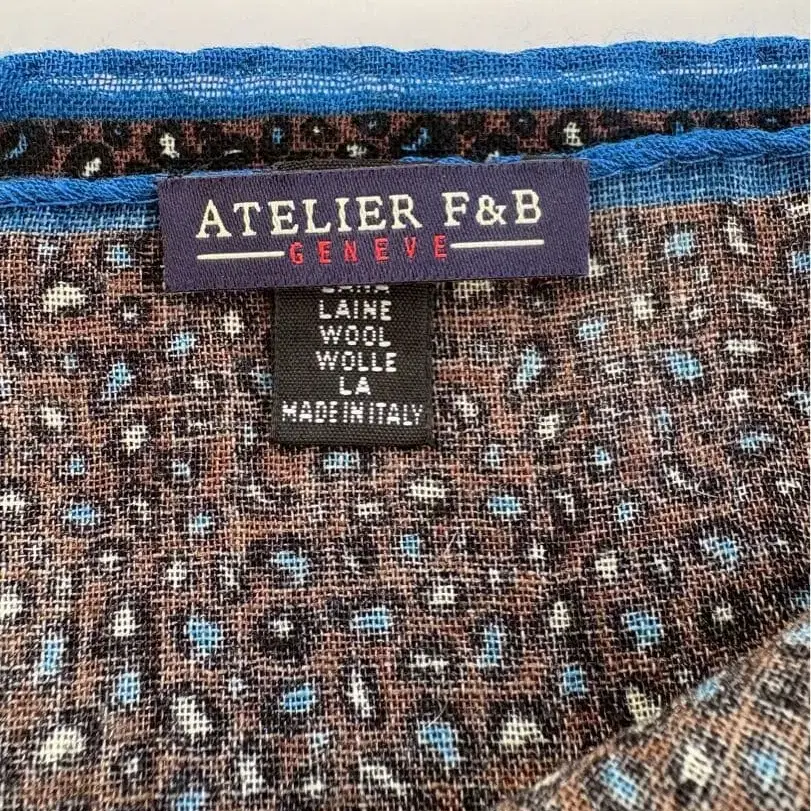 ATELIER F&B
GENEVE
LAINE
WOOL
WOLLE
LA
MADE IN ITALY